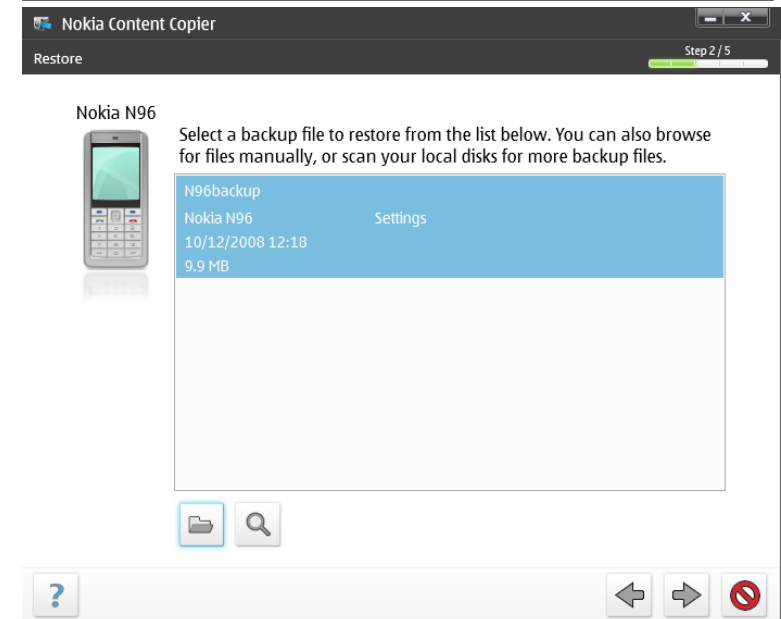 Nokia Content Copier
Restore
Step 2 / 5
Nokia N96
Select a backup file to restore from the list below. You can also browse
for files manually, or scan your local disks for more backup files.
N96backup
Nokia N96 Settings
10/12/2008 12:18
9.9 MB